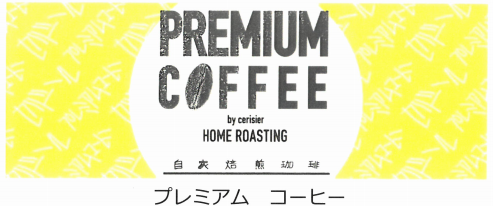 PREMIUM
COFFEE
by cerisier
HOME ROASTING
自家焙煎珈琲
プレミアム コーヒー